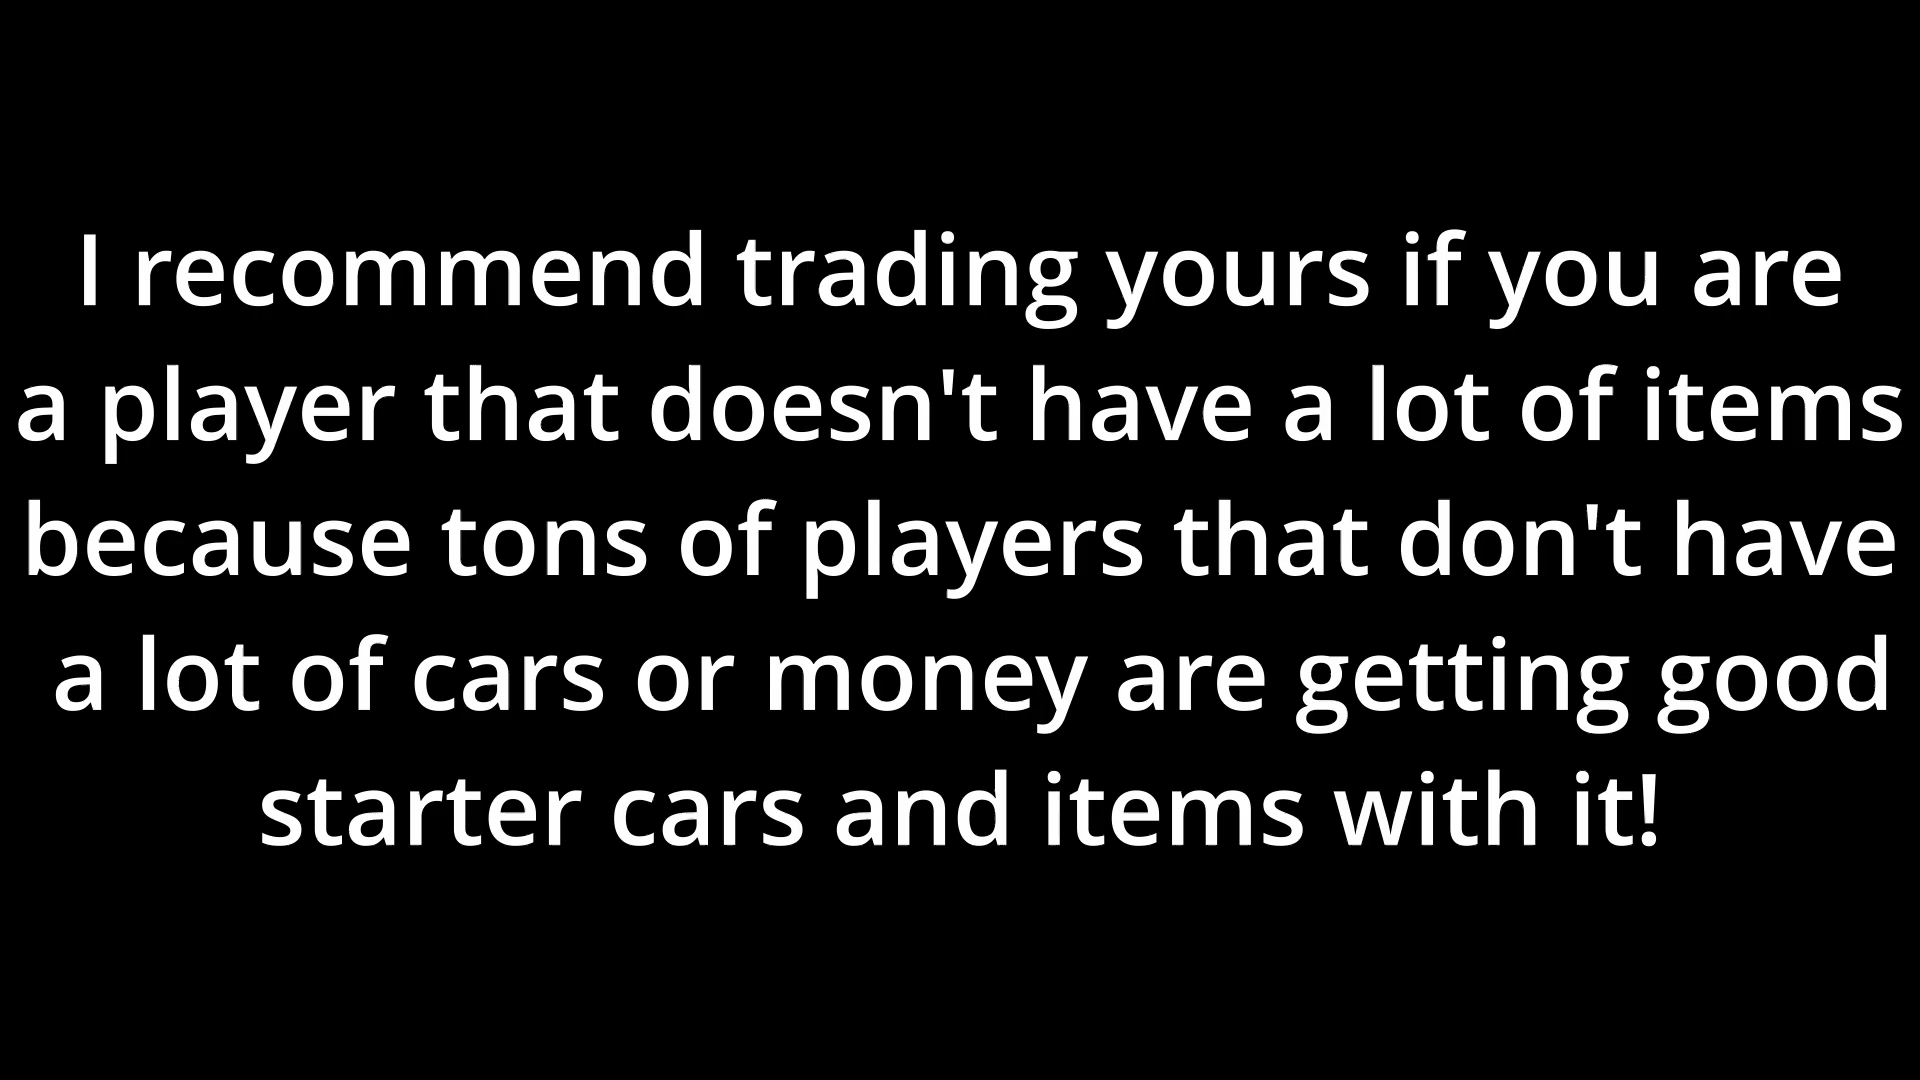 I recommend trading yours if you are
a player that doesn't have a lot of items
because tons of players that don't have
a lot of cars or money are getting good
starter cars and items with it!